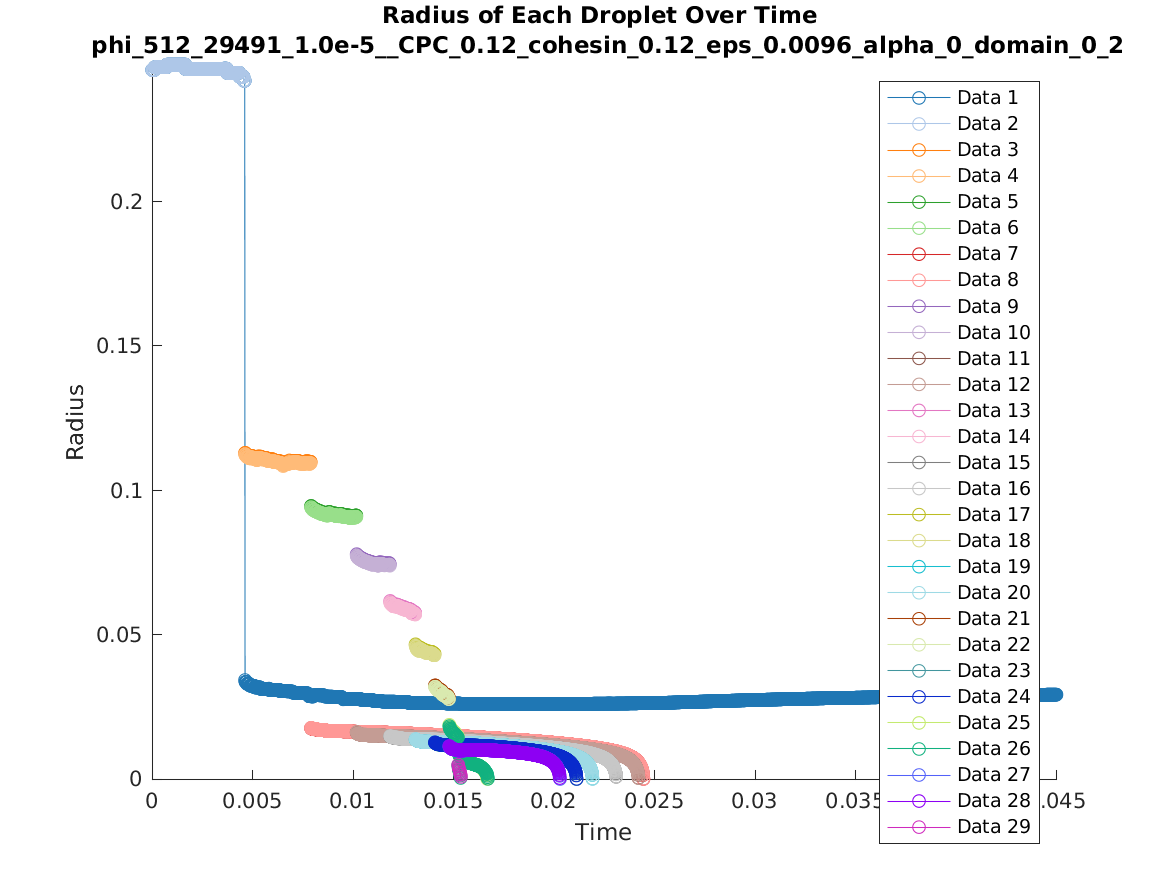 Radius of Each Droplet Over Time
phi_512_29491_1.0e-5__CPC_0.12_cohesin_0.12_eps_0.0096_alpha_0_domain_0_2
0.2
0.15
0.1
0.05
0
Radius
0 0.005 0.01 0.015 0.02 0.025 0.03 0.035 .045
Time
Data 1
Data 2
Data 3
Data 4
Data 5
Data 6
Data 7
Data 8
Data 9
Data 10
Data 11
Data 12
Data 13
Data 14
Data 15
Data 16
Data 17
Data 18
Data 19
Data 20
Data 21
Data 22
Data 23
Data 24
Data 25
Data 26
Data 27
Data 28
Data 29